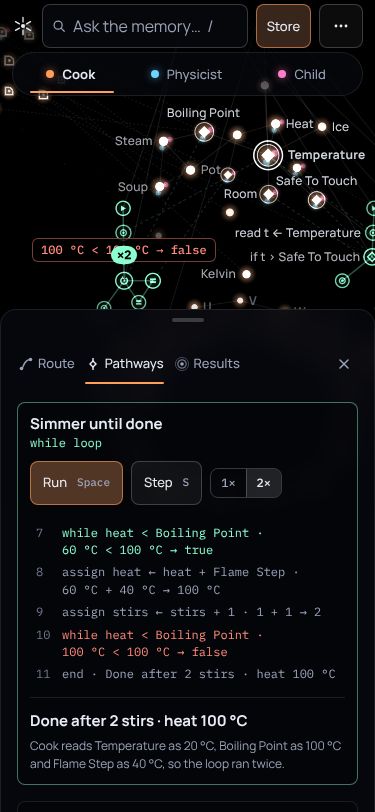 Ask the memory… /
Store
Cook
Physicist
Child
Boiling Point
Steam
Heat
Ice
Temperature
Pot
Safe To Touch
Soup
Room
read t ← Temperature
if t > Safe To Touch
×2
Kelvin
U
V
Route
Pathways
Results
Simmer until done
while loop
Run Space
Step S
1×
2×
7 while heat < Boiling Point ·
60 °C < 100 °C → true
8 assign heat ← heat + Flame Step ·
60 °C + 40 °C → 100 °C
9 assign stirs ← stirs + 1 · 1 + 1 → 2
10 while heat < Boiling Point ·
100 °C < 100 °C → false
11 end · Done after 2 stirs · heat 100 °C
Done after 2 stirs · heat 100 °C
Cook reads Temperature as 20 °C, Boiling Point as 100 °C
and Flame Step as 40 °C, so the loop ran twice.